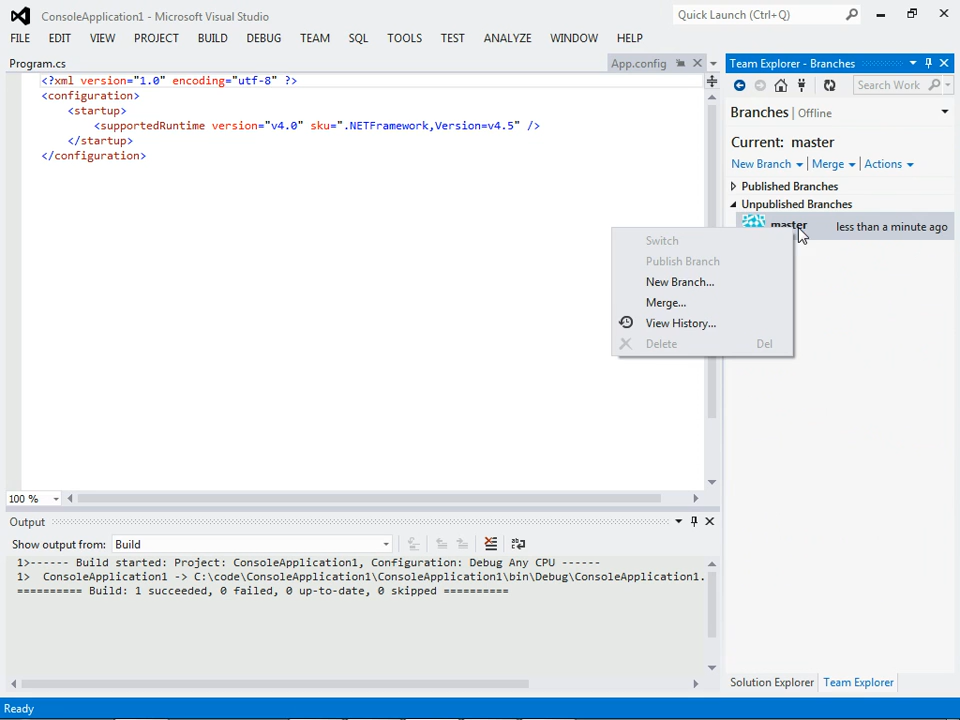 ConsoleApplication1 - Microsoft Visual Studio
Quick Launch (Ctrl+Q)
FILE EDIT VIEW PROJECT BUILD DEBUG TEAM SQL TOOLS TEST ANALYZE WINDOW HELP
Program.cs
App.config
<?xml version="1.0" encoding="utf-8" ?>
<configuration>
<startup>
<supportedRuntime version="v4.0" sku=".NETFramework,Version=v4.5" />
</startup>
</configuration>
100 %
Team Explorer - Branches
Search Work
Branches | Offline
Current: master
New Branch | Merge | Actions
Published Branches
Unpublished Branches
master less than a minute ago
Switch
Publish Branch
New Branch...
Merge...
View History...
Delete Del
Output
Show output from: Build
1>------ Build started: Project: ConsoleApplication1, Configuration: Debug Any CPU ------
1> ConsoleApplication1 -> C:\code\ConsoleApplication1\ConsoleApplication1\bin\Debug\ConsoleApplication1.
========== Build: 1 succeeded, 0 failed, 0 up-to-date, 0 skipped ==========
Solution Explorer Team Explorer
Ready